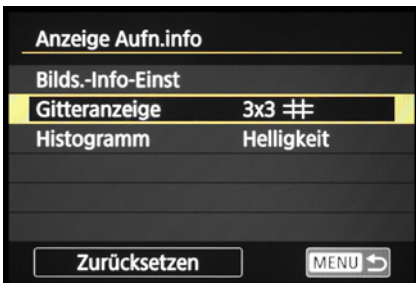 Anzeige Aufn.info
Bilds.-Info-Einst
Gitteranzeige 3x3
Histogramm Helligkeit
Zurücksetzen MENU